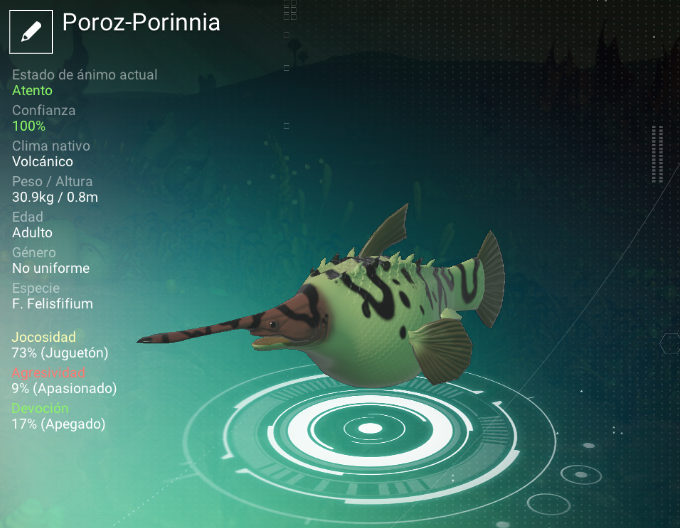 Poroz-Porinnia
Estado de ánimo actual
Atento
Confianza
100%
Clima nativo
Volcánico
Peso / Altura
30.9kg / 0.8m
Edad
Adulto
Género
No uniforme
Especie
F. Felisfifium
Jocosidad
73% (Juguetón)
Agresividad
9% (Apasionado)
Devoción
17% (Apegado)